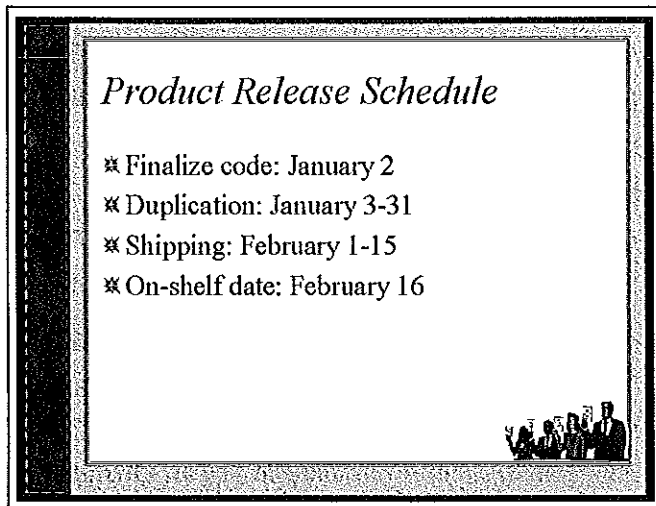 Product Release Schedule
¤ Finalize code: January 2
¤ Duplication: January 3-31
¤ Shipping: February 1-15
¤ On-shelf date: February 16